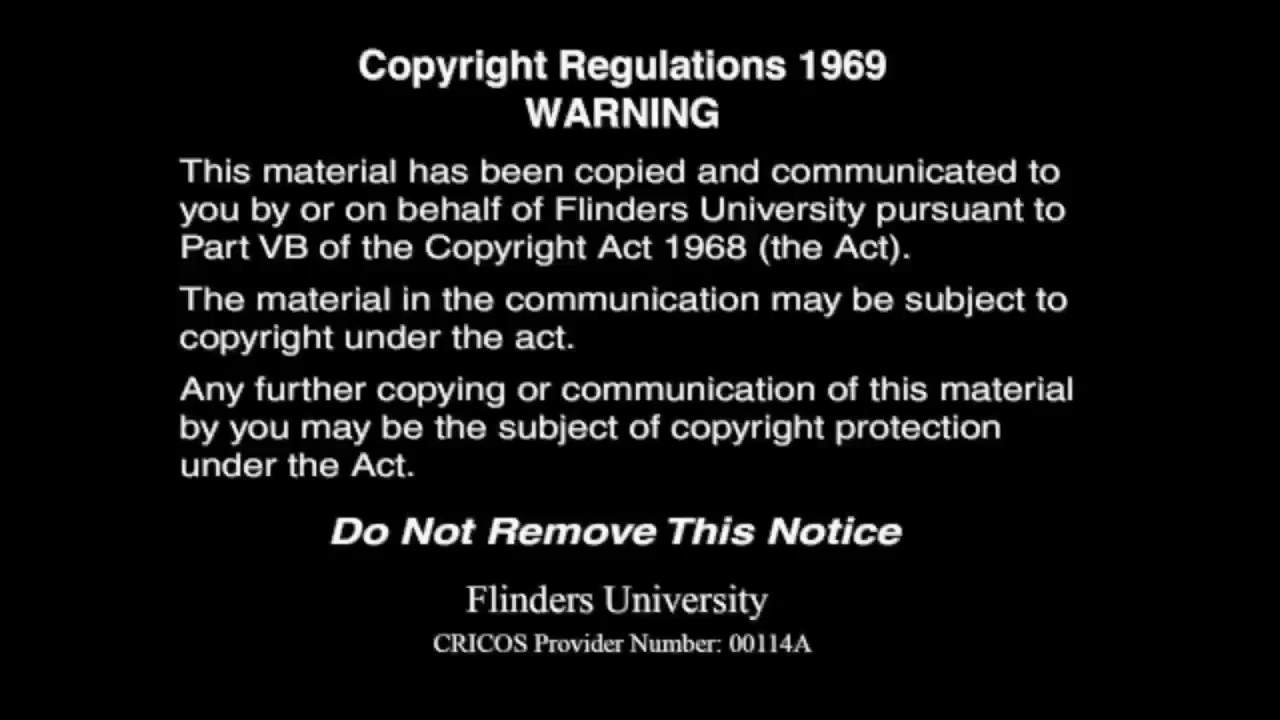 Copyright Regulations 1969
WARNING
This material has been copied and communicated to
you by or on behalf of Flinders University pursuant to
Part VB of the Copyright Act 1968 (the Act).
The material in the communication may be subject to
copyright under the act.
Any further copying or communication of this material
by you may be the subject of copyright protection
under the Act.
Do Not Remove This Notice
Flinders University
CRICOS Provider Number: 00114A